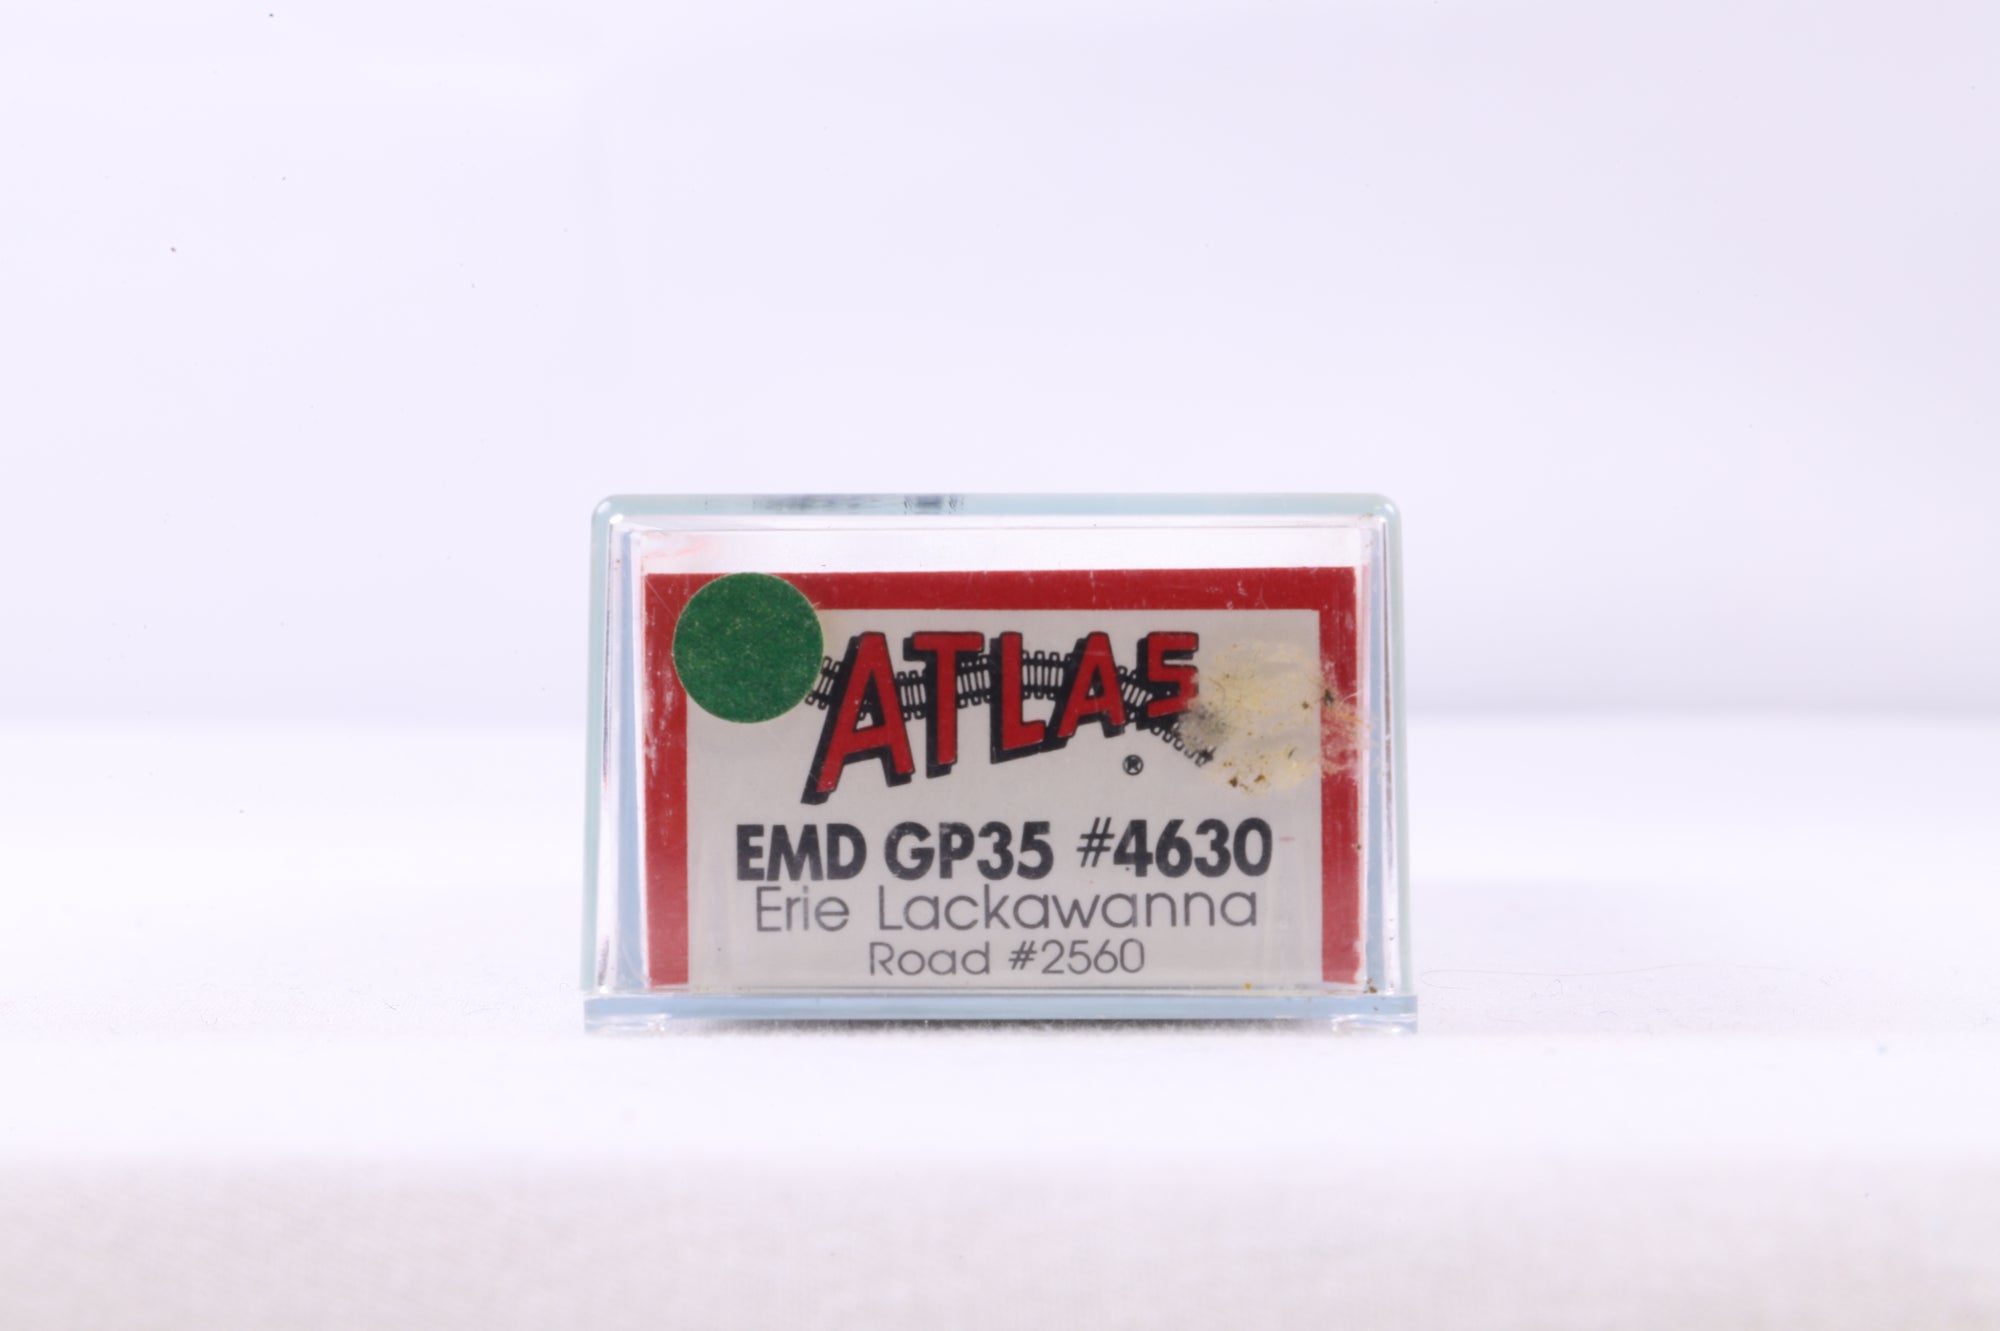 ATLAS
®
EMD GP35 #4630
Erie Lackawanna
Road #2560